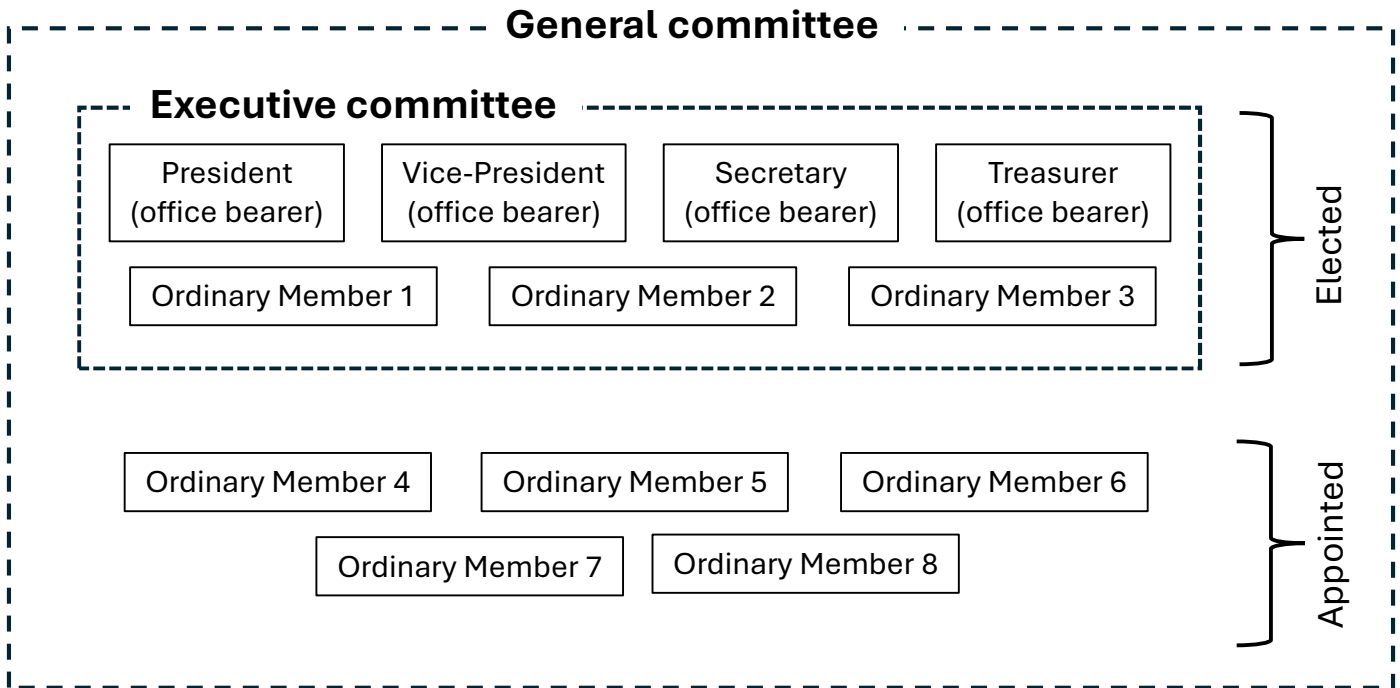 General committee
Executive committee
President
(office bearer)
Vice-President
(office bearer)
Secretary
(office bearer)
Treasurer
(office bearer)
Ordinary Member 1
Ordinary Member 2
Ordinary Member 3
Elected
Ordinary Member 4
Ordinary Member 5
Ordinary Member 6
Ordinary Member 7
Ordinary Member 8
Appointed